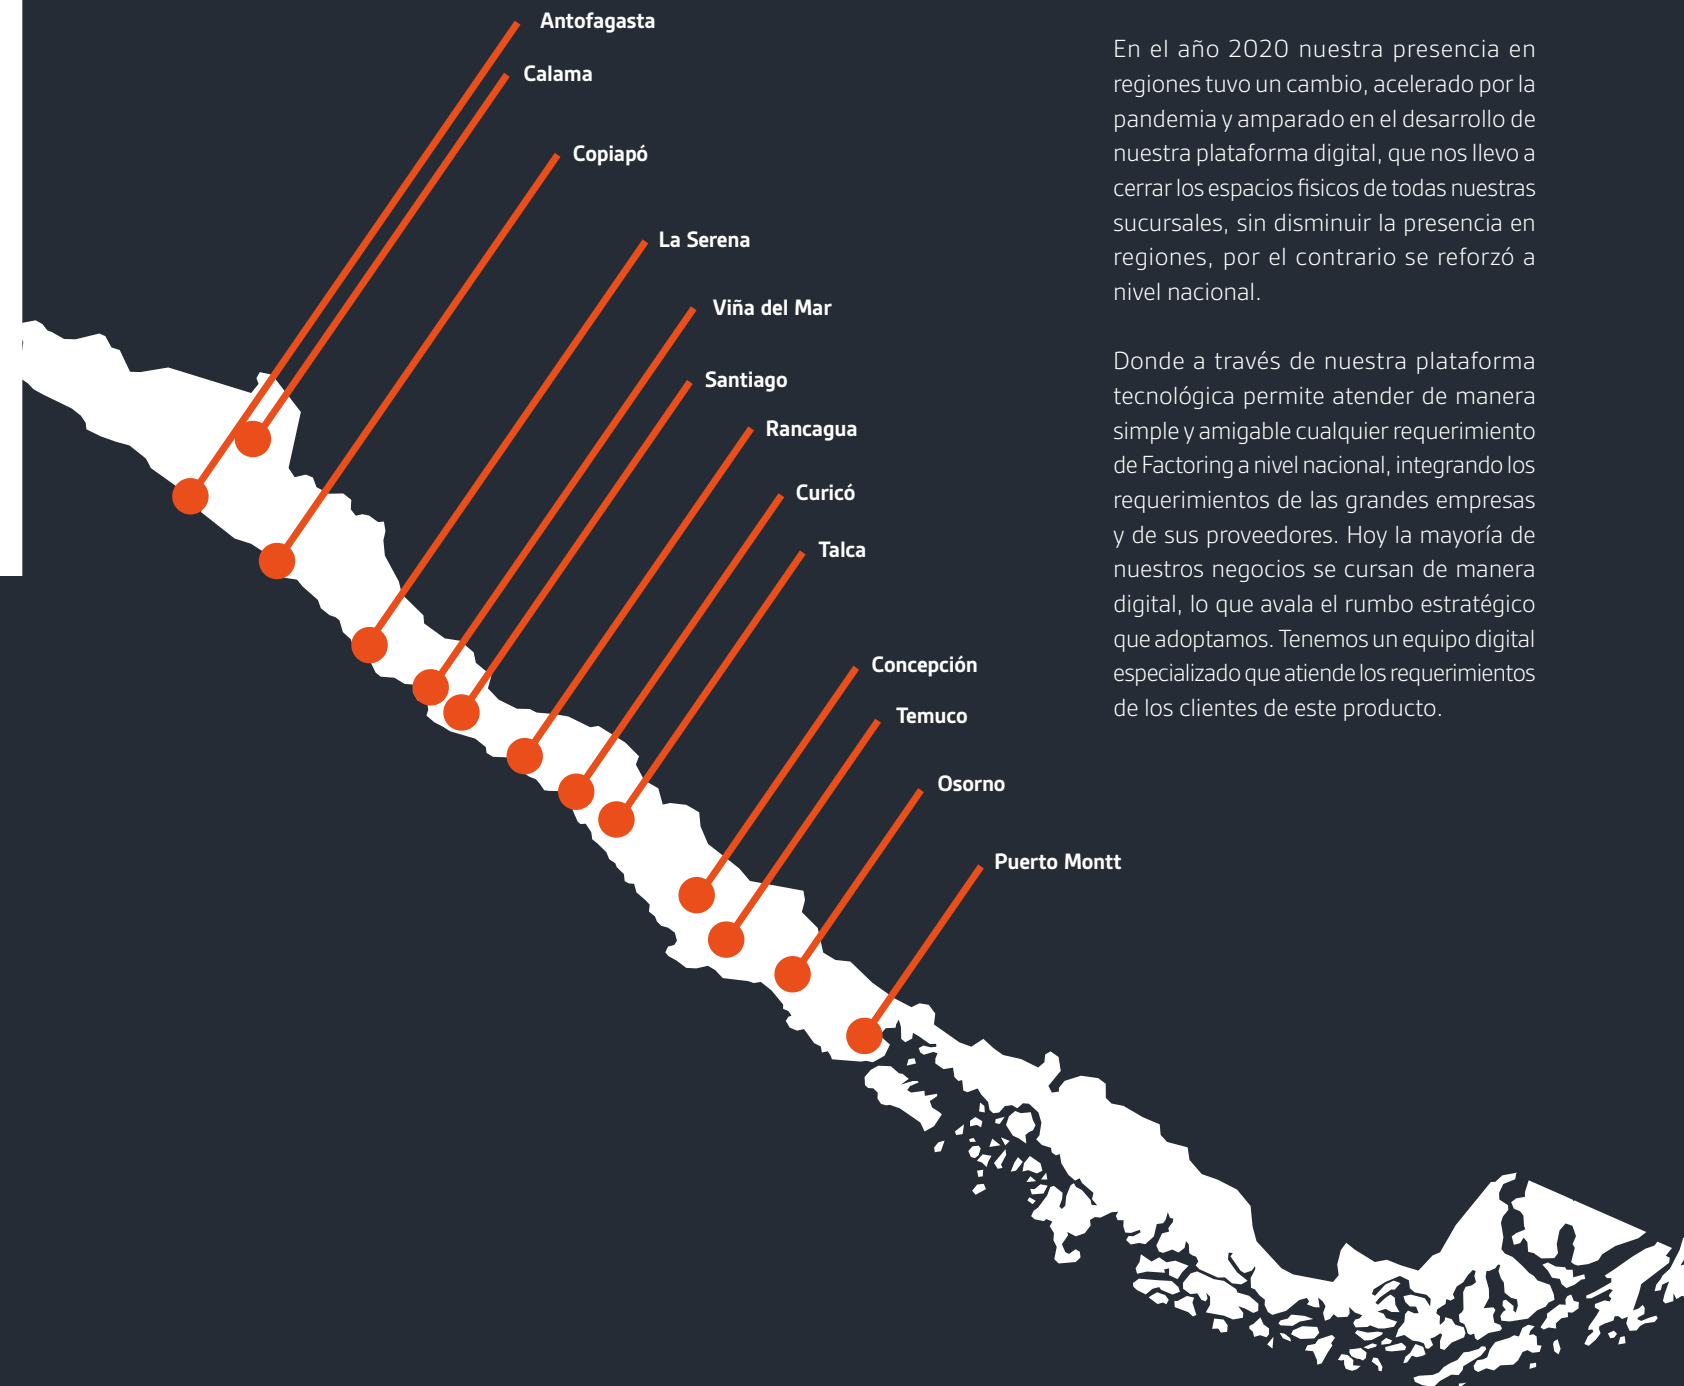 Antofagasta
Calama
Copiapó
La Serena
Viña del Mar
Santiago
Rancagua
Curicó
Talca
Concepción
Temuco
Osorno
Puerto Montt
En el año 2020 nuestra presencia en
regiones tuvo un cambio, acelerado por la
pandemia y amparado en el desarrollo de
nuestra plataforma digital, que nos llevo a
cerrar los espacios fisicos de todas nuestras
sucursales, sin disminuir la presencia en
regiones, por el contrario se reforzó a
nivel nacional.
Donde a través de nuestra plataforma
tecnológica permite atender de manera
simple y amigable cualquier requerimiento
de Factoring a nivel nacional, integrando los
requerimientos de las grandes empresas
y de sus proveedores. Hoy la mayoría de
nuestros negocios se cursan de manera
digital, lo que avala el rumbo estratégico
que adoptamos. Tenemos un equipo digital
especializado que atiende los requerimientos
de los clientes de este producto.